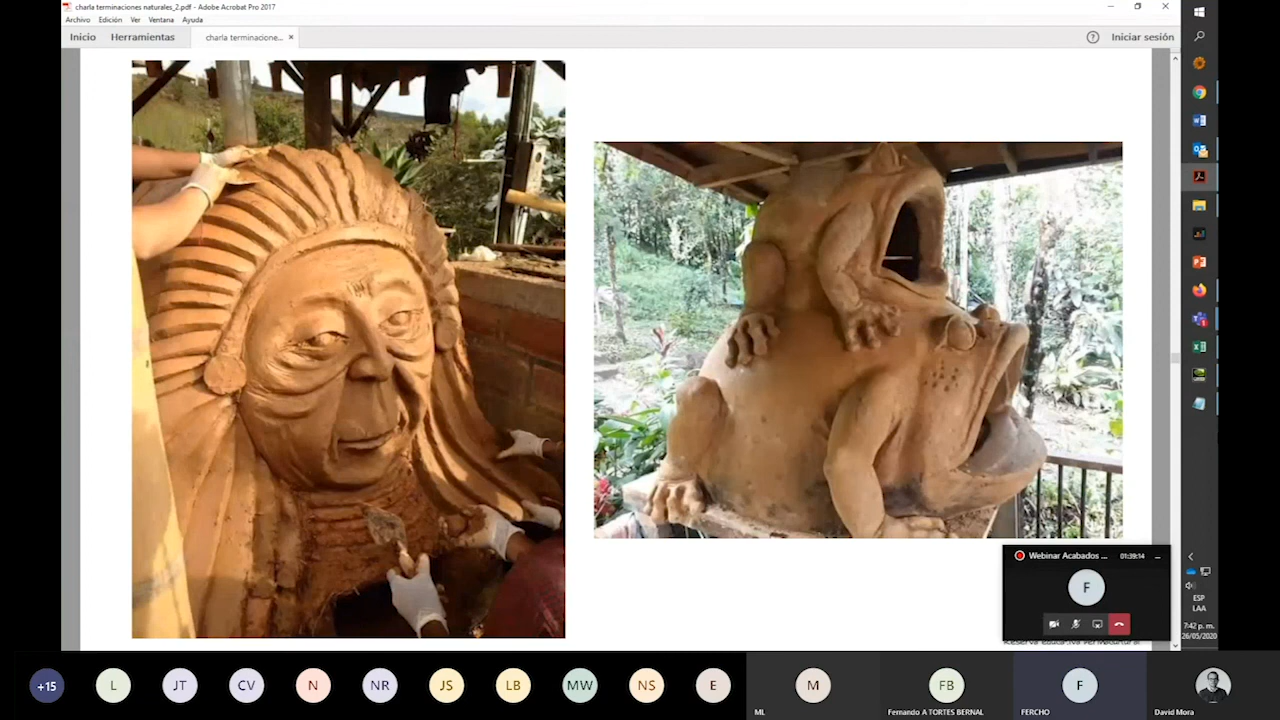 charla terminaciones naturales_2.pdf - Adobe Acrobat Pro 2017
Archivo Edición Ver Ventana Ayuda
Inicio Herramientas charla terminacione... Iniciar sesión
Webinar Acabados ... 01:39:14
F
ESP
LAA
7:42 p. m.
26/05/2020
+15 L JT CV N NR JS LB MW NS E M FB F
ML Fernando A TORTES BERNAL FERCHO David Mora